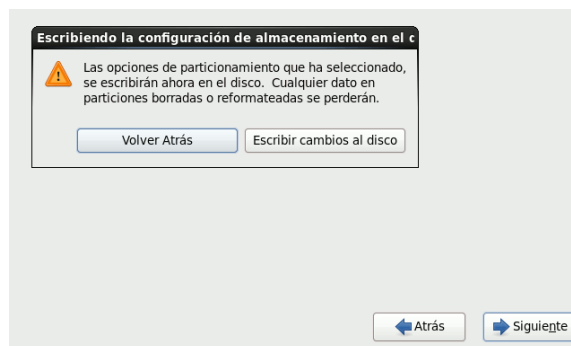 Escribiendo la configuración de almacenamiento en el c
Las opciones de particionamiento que ha seleccionado,
se escribirán ahora en el disco.  Cualquier dato en
particiones borradas o reformateadas se perderán.
Volver Atrás
Escribir cambios al disco
Atrás
Siguiente